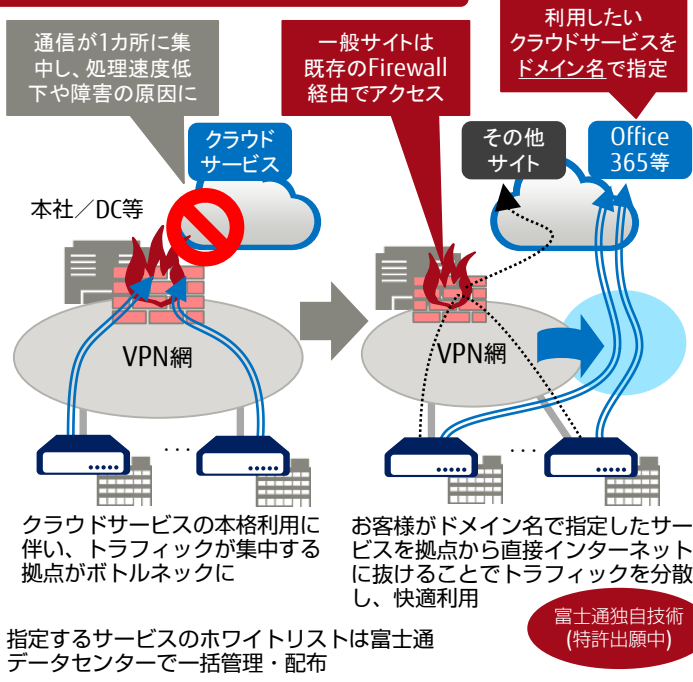 通信が1カ所に集
中し、処理速度低
下や障害の原因に
一般サイトは
既存のFirewall
経由でアクセス
利用したい
クラウドサービスを
ドメイン名で指定
クラウド
サービス
本社／DC等
VPN網
...
その他
サイト
Office
365等
VPN網
...
クラウドサービスの本格利用に
伴い、トラフィックが集中する
拠点がボトルネックに
お客様がドメイン名で指定したサー
ビスを拠点から直接インターネット
に抜けることでトラフィックを分散
し、快適利用
富士通独自技術
(特許出願中)
指定するサービスのホワイトリストは富士通
データセンターで一括管理・配布